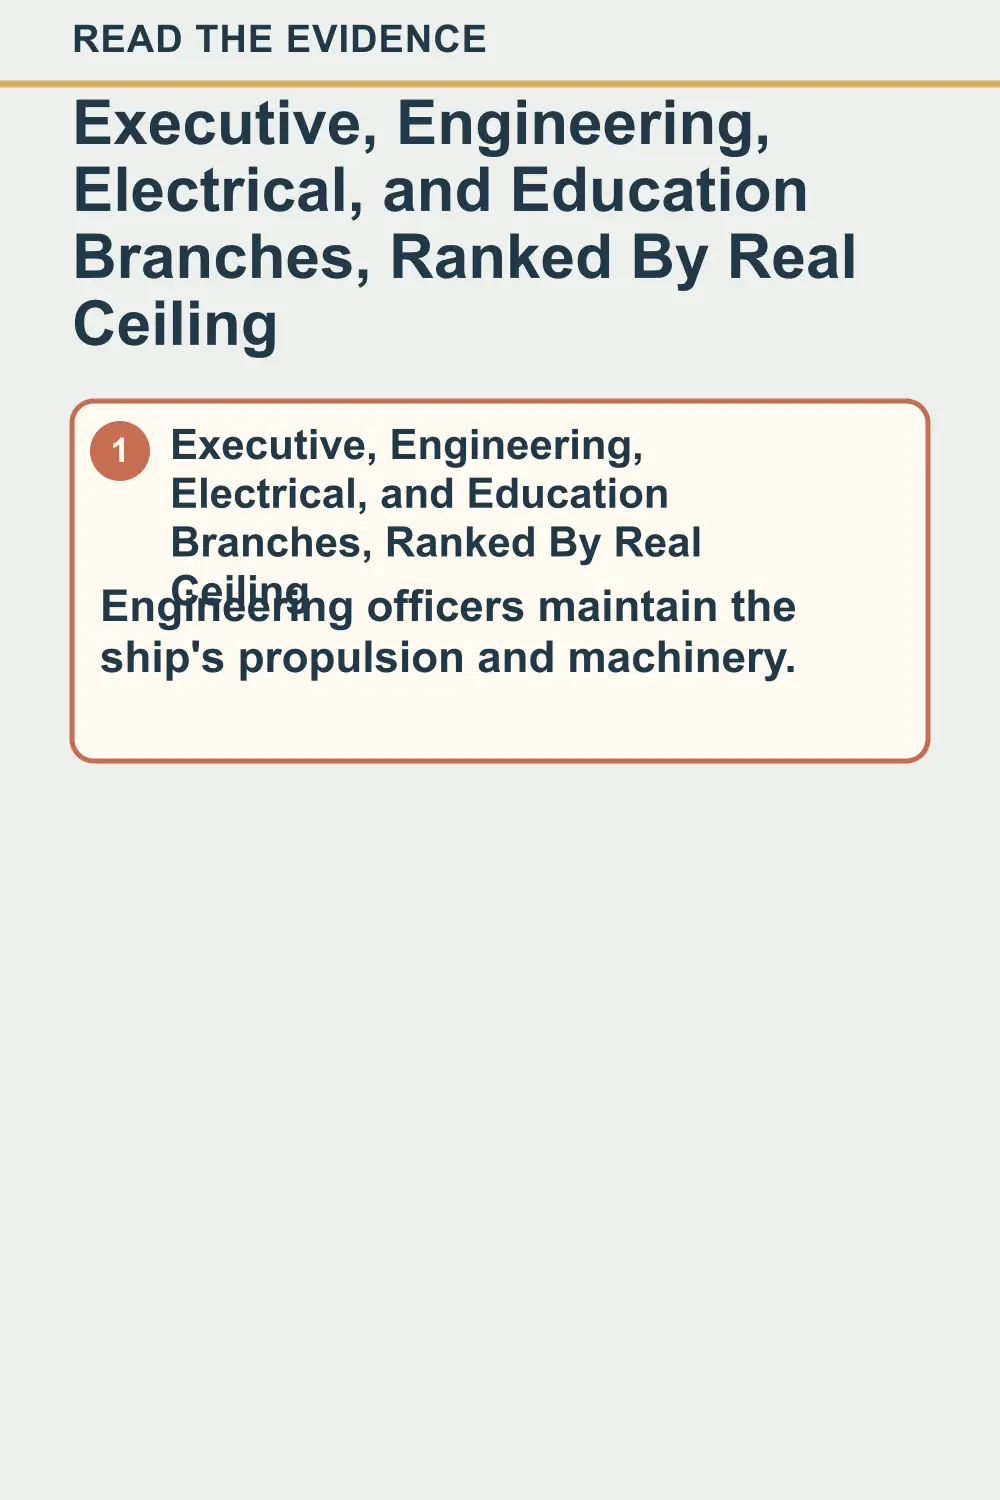 READ THE EVIDENCE
Executive, Engineering,
Electrical, and Education
Branches, Ranked By Real
Ceiling
1
Executive, Engineering,
Electrical, and Education
Branches, Ranked By Real
Ceiling
Engineering officers maintain the
ship's propulsion and machinery.